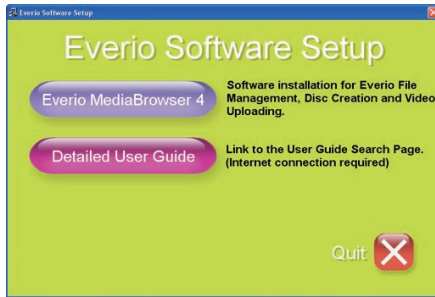 Everio Software Setup
Everio Software Setup
Everio MediaBrowser 4
Software installation for Everio File
Management, Disc Creation and Video
Uploading.
Detailed User Guide
Link to the User Guide Search Page.
(Internet connection required)
Quit